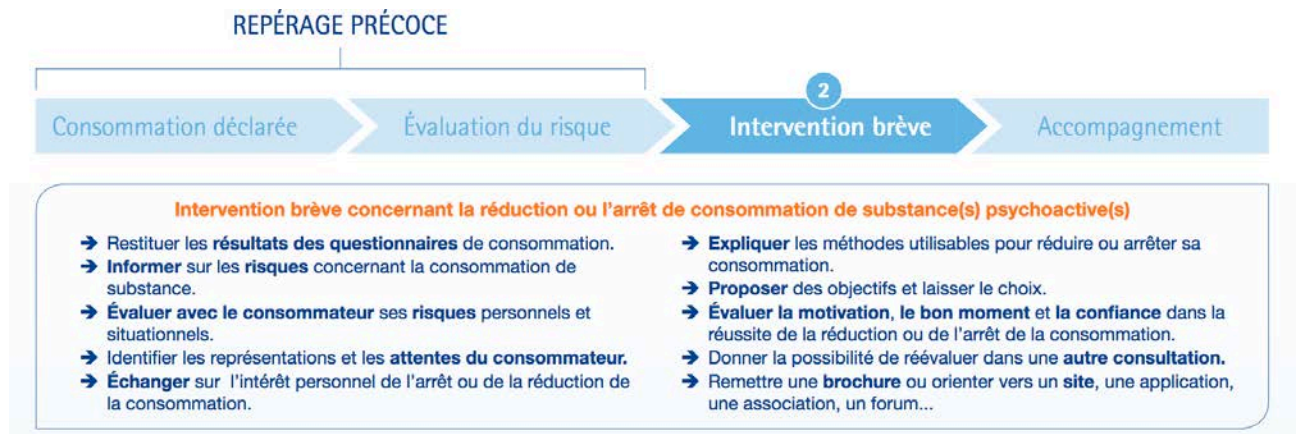 REPÉRAGE PRÉCOCE
2
Consommation déclarée
Évaluation du risque
Intervention brève
Accompagnement
Intervention brève concernant la réduction ou l'arrêt de consommation de substance(s) psychoactive(s)
➔ Restituer les résultats des questionnaires de consommation.
➔ Informer sur les risques concernant la consommation de
substance.
➔ Évaluer avec le consommateur ses risques personnels et
situationnels.
➔ Identifier les représentations et les attentes du consommateur.
➔ Échanger sur l'intérêt personnel de l'arrêt ou de la réduction de
la consommation.
➔ Expliquer les méthodes utilisables pour réduire ou arrêter sa
consommation.
➔ Proposer des objectifs et laisser le choix.
➔ Évaluer la motivation, le bon moment et la confiance dans la
réussite de la réduction ou de l'arrêt de la consommation.
➔ Donner la possibilité de réévaluer dans une autre consultation.
➔ Remettre une brochure ou orienter vers un site, une application,
une association, un forum...